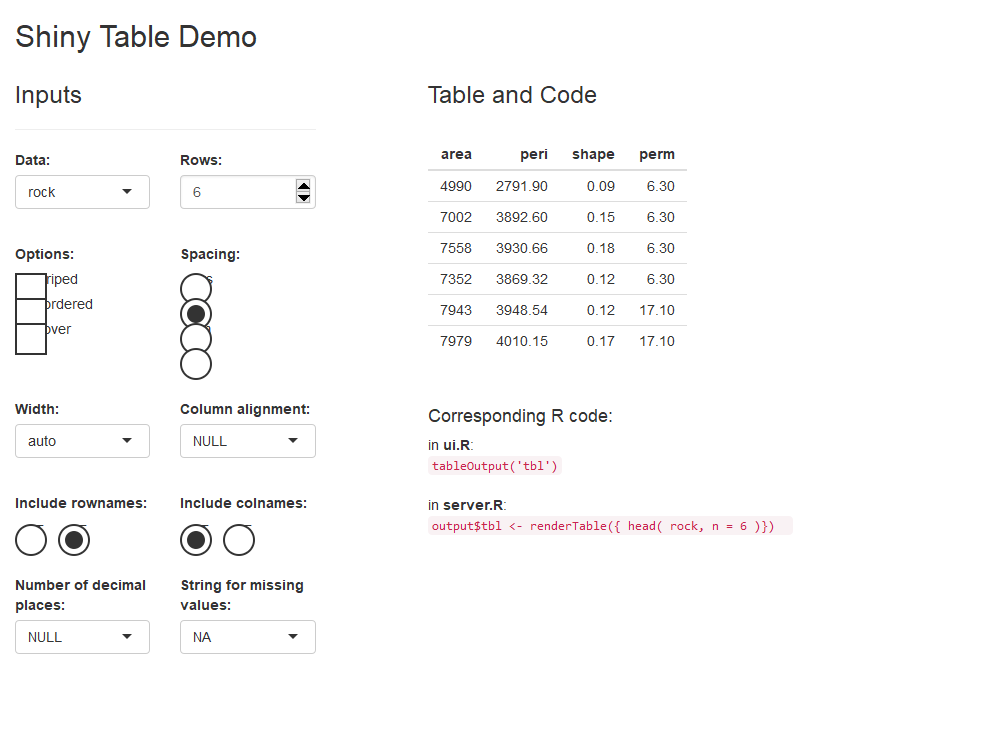 Shiny Table Demo
Inputs
Data:
Rows:
rock
6
Options:
Spacing:
riped
ordered
over
Width:
Column alignment:
auto
NULL
Include rownames:
Include colnames:
Number of decimal
places:
String for missing
values:
NULL
NA
Table and Code
area peri shape perm
4990 2791.90 0.09 6.30
7002 3892.60 0.15 6.30
7558 3930.66 0.18 6.30
7352 3869.32 0.12 6.30
7943 3948.54 0.12 17.10
7979 4010.15 0.17 17.10
Corresponding R code:
in ui.R:
tableOutput('tbl')
in server.R:
output$tbl <- renderTable({ head( rock, n = 6 )})